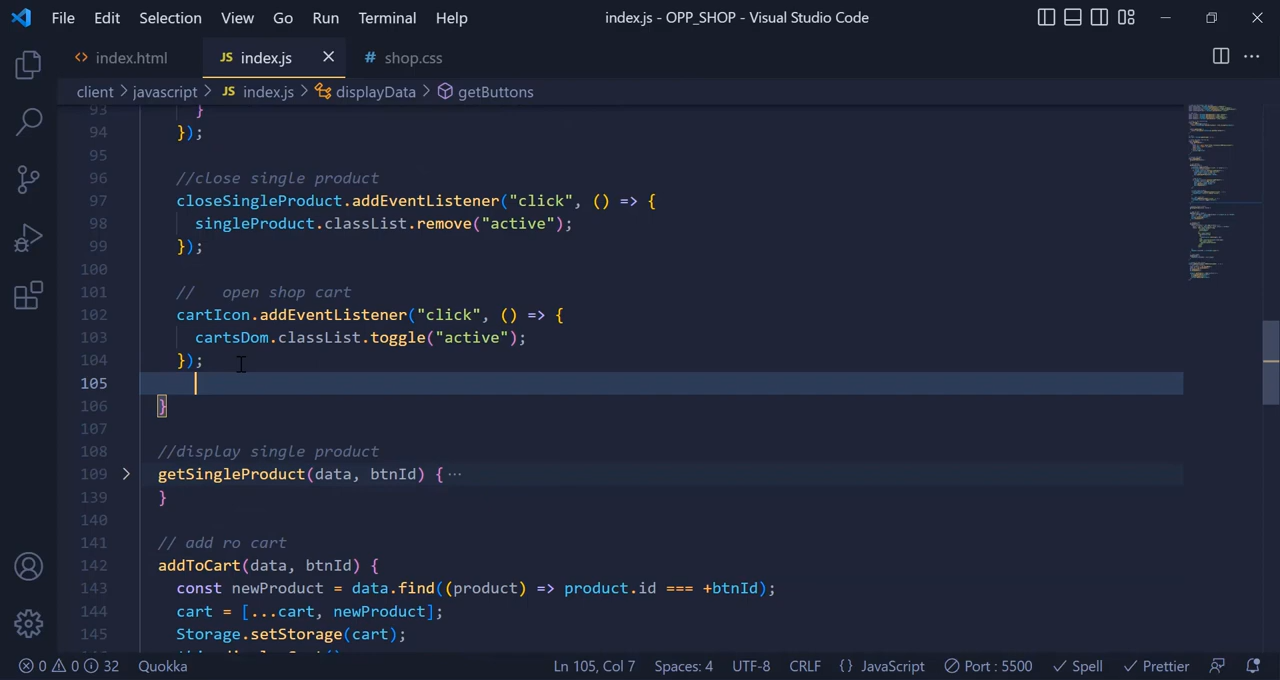 File Edit Selection View Go Run Terminal Help index.js - OPP_SHOP - Visual Studio Code
<> index.html JS index.js # shop.css
client > javascript > JS index.js > displayData > getButtons
93 }
94 });
95
96 //close single product
97 closeSingleProduct.addEventListener("click", () => {
98 singleProduct.classList.remove("active");
99 });
100
101 // open shop cart
102 cartIcon.addEventListener("click", () => {
103 cartsDom.classList.toggle("active");
104 });
105
106 }
107
108 //display single product
109 getSingleProduct(data, btnId) { ...
139 }
140
141 // add ro cart
142 addToCart(data, btnId) {
143 const newProduct = data.find((product) => product.id === +btnId);
144 cart = [...cart, newProduct];
145 Storage.setStorage(cart);
0 0 32 Quokka Ln 105, Col 7 Spaces: 4 UTF-8 CRLF {} JavaScript Port : 5500 Spell Prettier